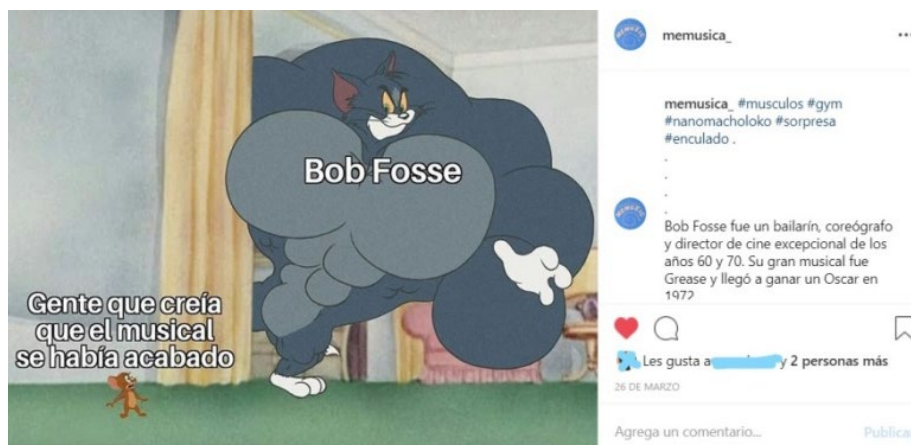 Bob Fosse
Gente que creía
que el musical
se había acabado
memusica_
memusica_ #musculos #gym
#nanomacholoko #sorpresa
#enculado .
.
.
.
.
Bob Fosse fue un bailarín, coreógrafo
y director de cine excepcional de los
años 60 y 70. Su gran musical fue
Grease y llegó a ganar un Oscar en
1972
Les gusta a y 2 personas más
26 DE MARZO
Agrega un comentario... Publica